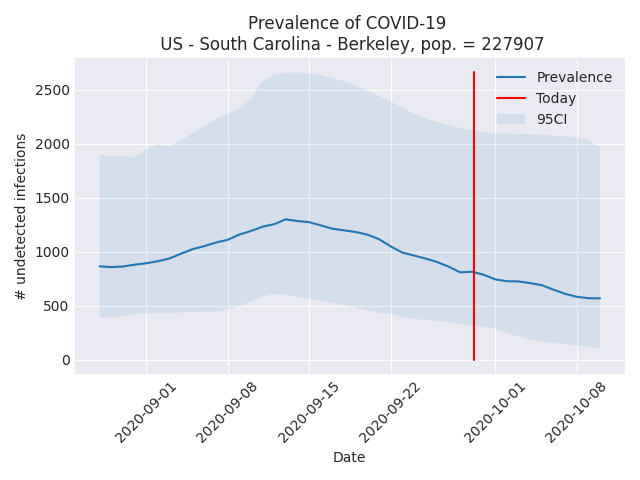 Prevalence of COVID-19
US - South Carolina - Berkeley, pop. = 227907
Prevalence
Today
95CI
2500
2000
1500
1000
500
0
# undetected infections
2020-09-01
2020-09-08
2020-09-15
2020-09-22
2020-10-01
2020-10-08
Date